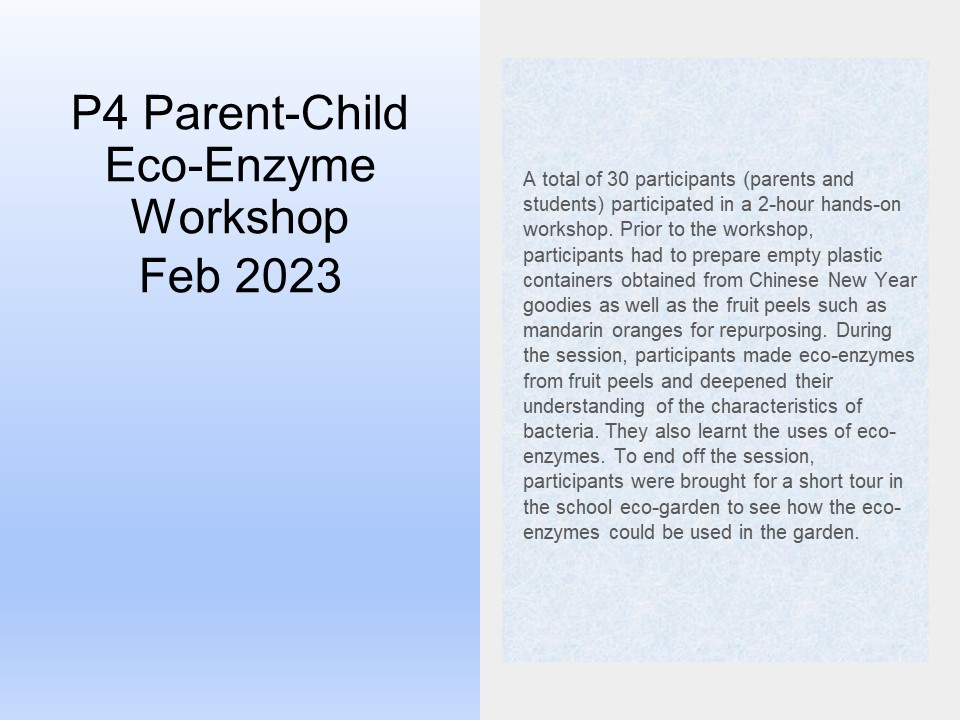 P4 Parent-Child
Eco-Enzyme
Workshop
Feb 2023
A total of 30 participants (parents and
students) participated in a 2-hour hands-on
workshop. Prior to the workshop,
participants had to prepare empty plastic
containers obtained from Chinese New Year
goodies as well as the fruit peels such as
mandarin oranges for repurposing. During
the session, participants made eco-enzymes
from fruit peels and deepened their
understanding of the characteristics of
bacteria. They also learnt the uses of eco-
enzymes. To end off the session,
participants were brought for a short tour in
the school eco-garden to see how the eco-
enzymes could be used in the garden.